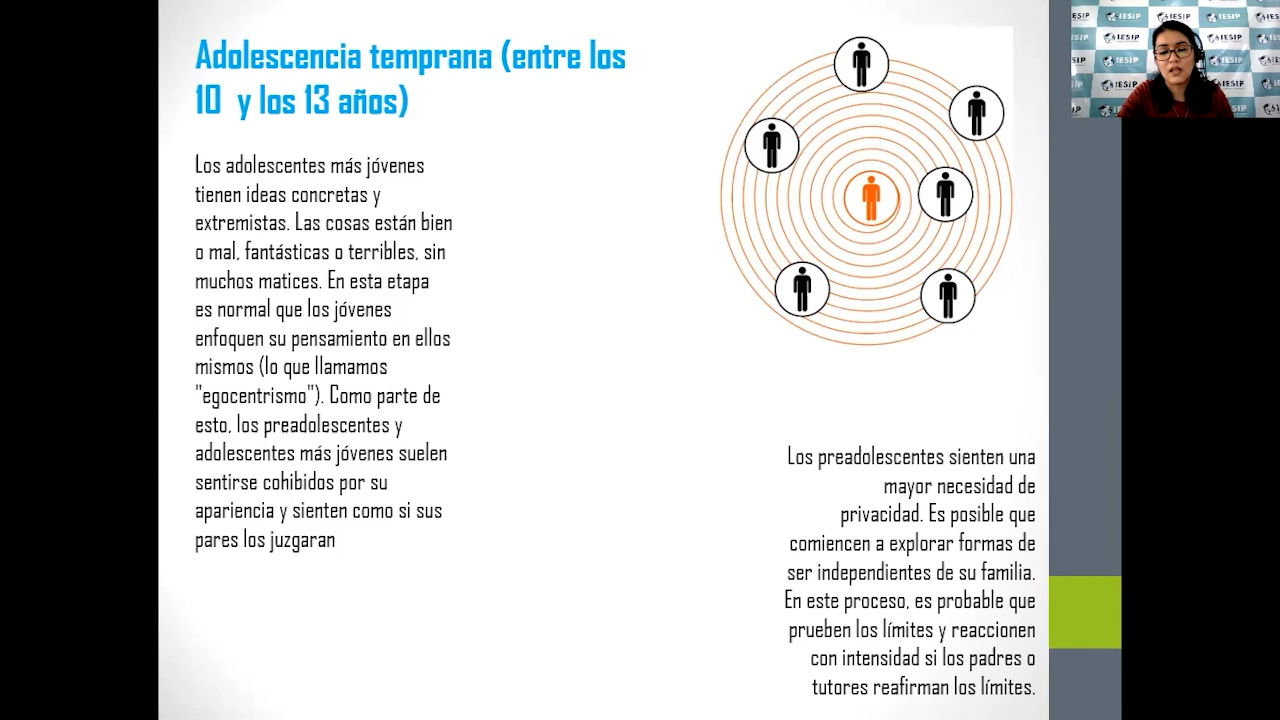 Adolescencia temprana (entre los
10 y los 13 años)
Los adolescentes más jóvenes
tienen ideas concretas y
extremistas. Las cosas están bien
o mal, fantásticas o terribles, sin
muchos matices. En esta etapa
es normal que los jóvenes
enfoquen su pensamiento en ellos
mismos (lo que llamamos
"egocentrismo"). Como parte de
esto, los preadolescentes y
adolescentes más jóvenes suelen
sentirse cohibidos por su
apariencia y sienten como si sus
pares los juzgaran
Los preadolescentes sienten una
mayor necesidad de
privacidad. Es posible que
comiencen a explorar formas de
ser independientes de su familia.
En este proceso, es probable que
prueben los límites y reaccionen
con intensidad si los padres o
tutores reafirman los límites.
IESIP